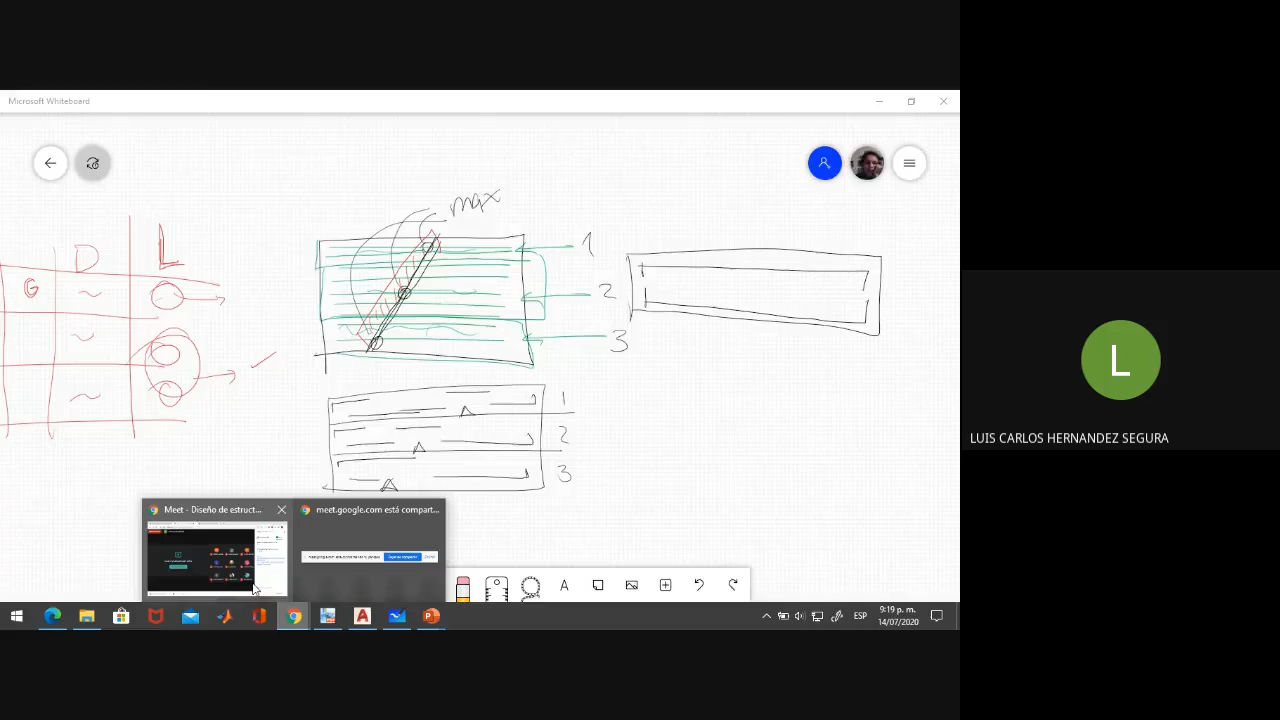 Microsoft Whiteboard
max
D
L
G
1
2
3
1
2
3
L
LUIS CARLOS HERNANDEZ SEGURA
Meet - Diseño de estruct...
meet.google.com está compart...
A
9:19 p. m.
ESP
14/07/2020